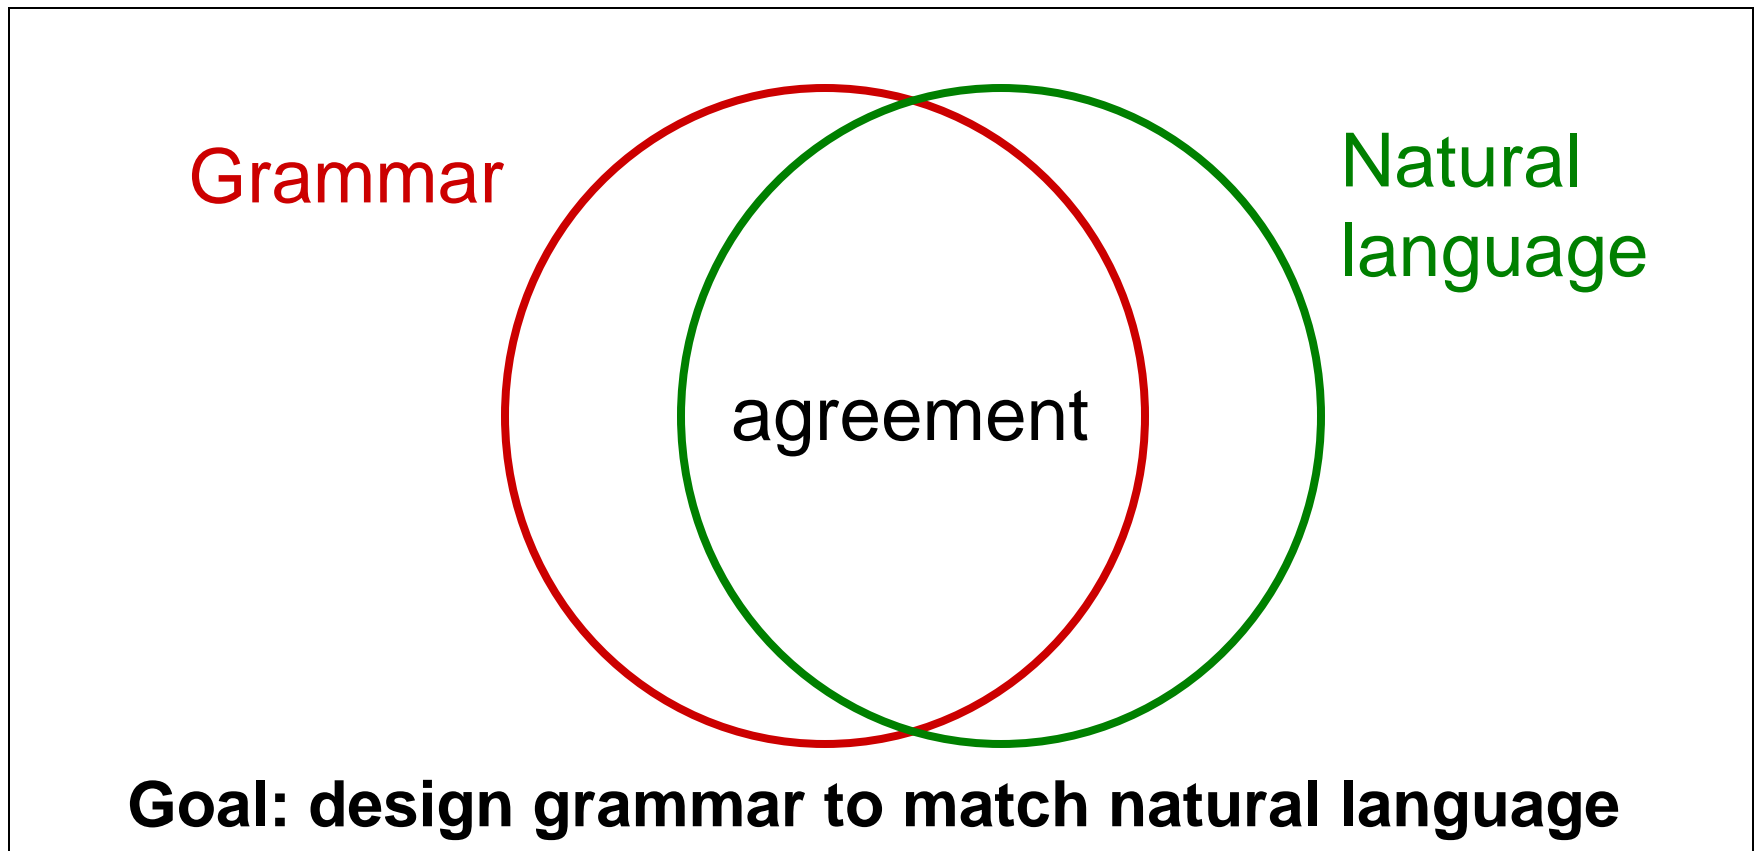 Grammar
Natural
language
agreement
Goal: design grammar to match natural language